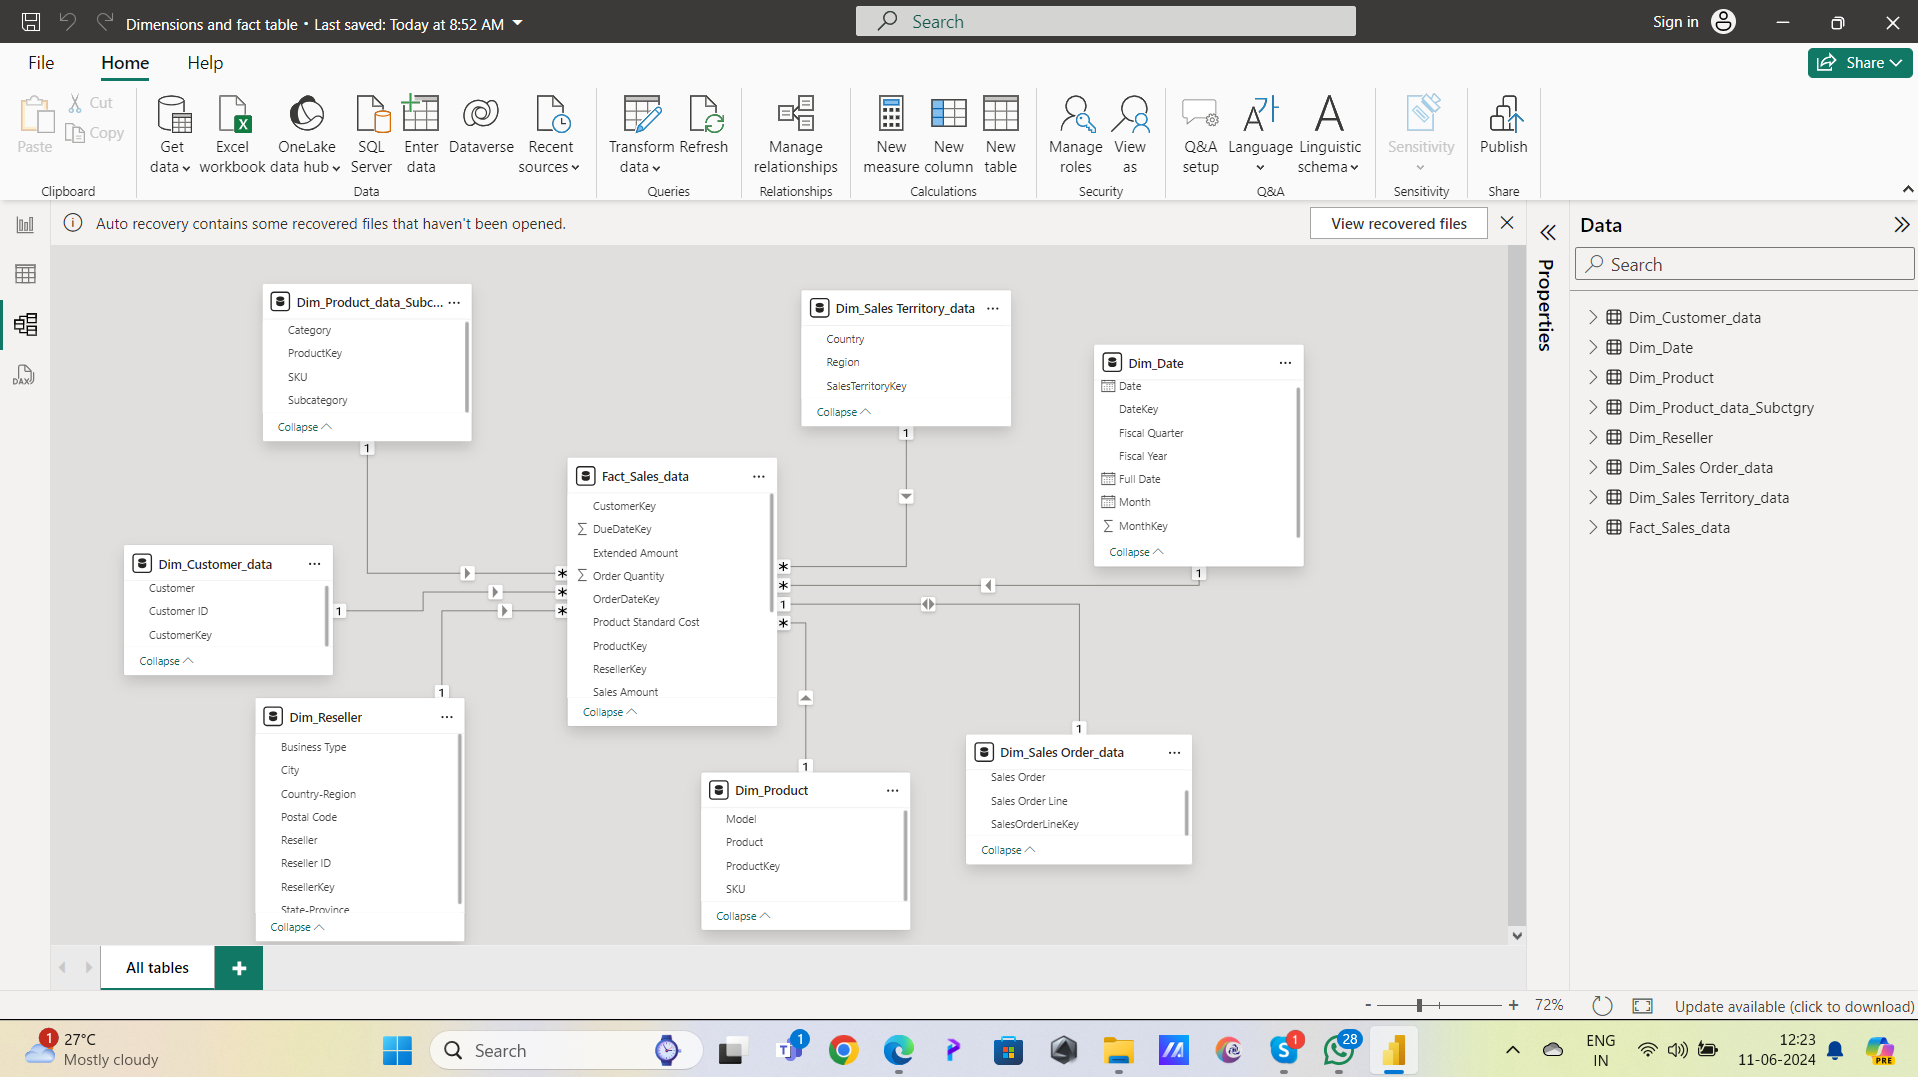 Dimensions and fact table • Last saved: Today at 8:52 AM
Search
Sign in
File
Home
Help
Share
Paste
Cut
Copy
Get data
Excel workbook
OneLake data hub
SQL Server
Enter data
Dataverse
Recent sources
Transform data
Refresh
Manage relationships
New measure
New column
New table
Manage roles
View as
Q&A setup
Language
Linguistic schema
Sensitivity
Publish
Clipboard
Data
Queries
Relationships
Calculations
Security
Q&A
Sensitivity
Share
Auto recovery contains some recovered files that haven't been opened.
View recovered files
Dim_Product_data_Subc...
Category
ProductKey
SKU
Subcategory
Collapse
1
Dim_Sales Territory_data
Country
Region
SalesTerritoryKey
Collapse
1
Dim_Date
Date
DateKey
Fiscal Quarter
Fiscal Year
Full Date
Month
MonthKey
Collapse
1
Fact_Sales_data
CustomerKey
DueDateKey
Extended Amount
Order Quantity
OrderDateKey
Product Standard Cost
ProductKey
ResellerKey
Sales Amount
Collapse
*
*
*
*
*
1
*
Dim_Customer_data
Customer
Customer ID
CustomerKey
Collapse
1
1
Dim_Reseller
Business Type
City
Country-Region
Postal Code
Reseller
Reseller ID
ResellerKey
State-Province
Collapse
1
Dim_Product
Model
Product
ProductKey
SKU
Collapse
1
Dim_Sales Order_data
Sales Order
Sales Order Line
SalesOrderLineKey
Collapse
Properties
Data
Search
Dim_Customer_data
Dim_Date
Dim_Product
Dim_Product_data_Subctgry
Dim_Reseller
Dim_Sales Order_data
Dim_Sales Territory_data
Fact_Sales_data
DAX
All tables
+
- + 72%
Update available (click to download)
1
27°C
Mostly cloudy
Search
1
1
28
ENG
IN
12:23
11-06-2024
PRE